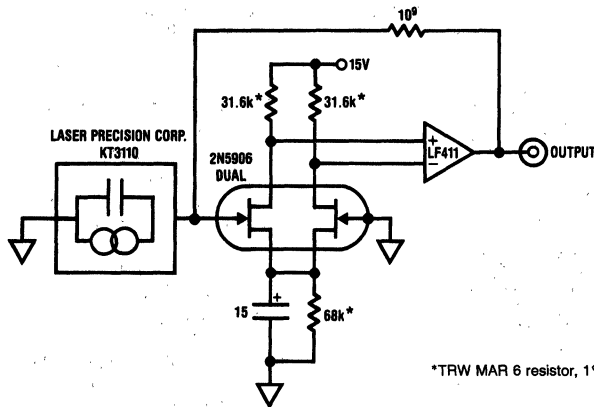 10⁹
15V
31.6k*
31.6k*
LASER PRECISION CORP.
KT3110
2N5906
DUAL
+
LF411
−
OUTPUT
+
15
68k*
*TRW MAR 6 resistor, 1%